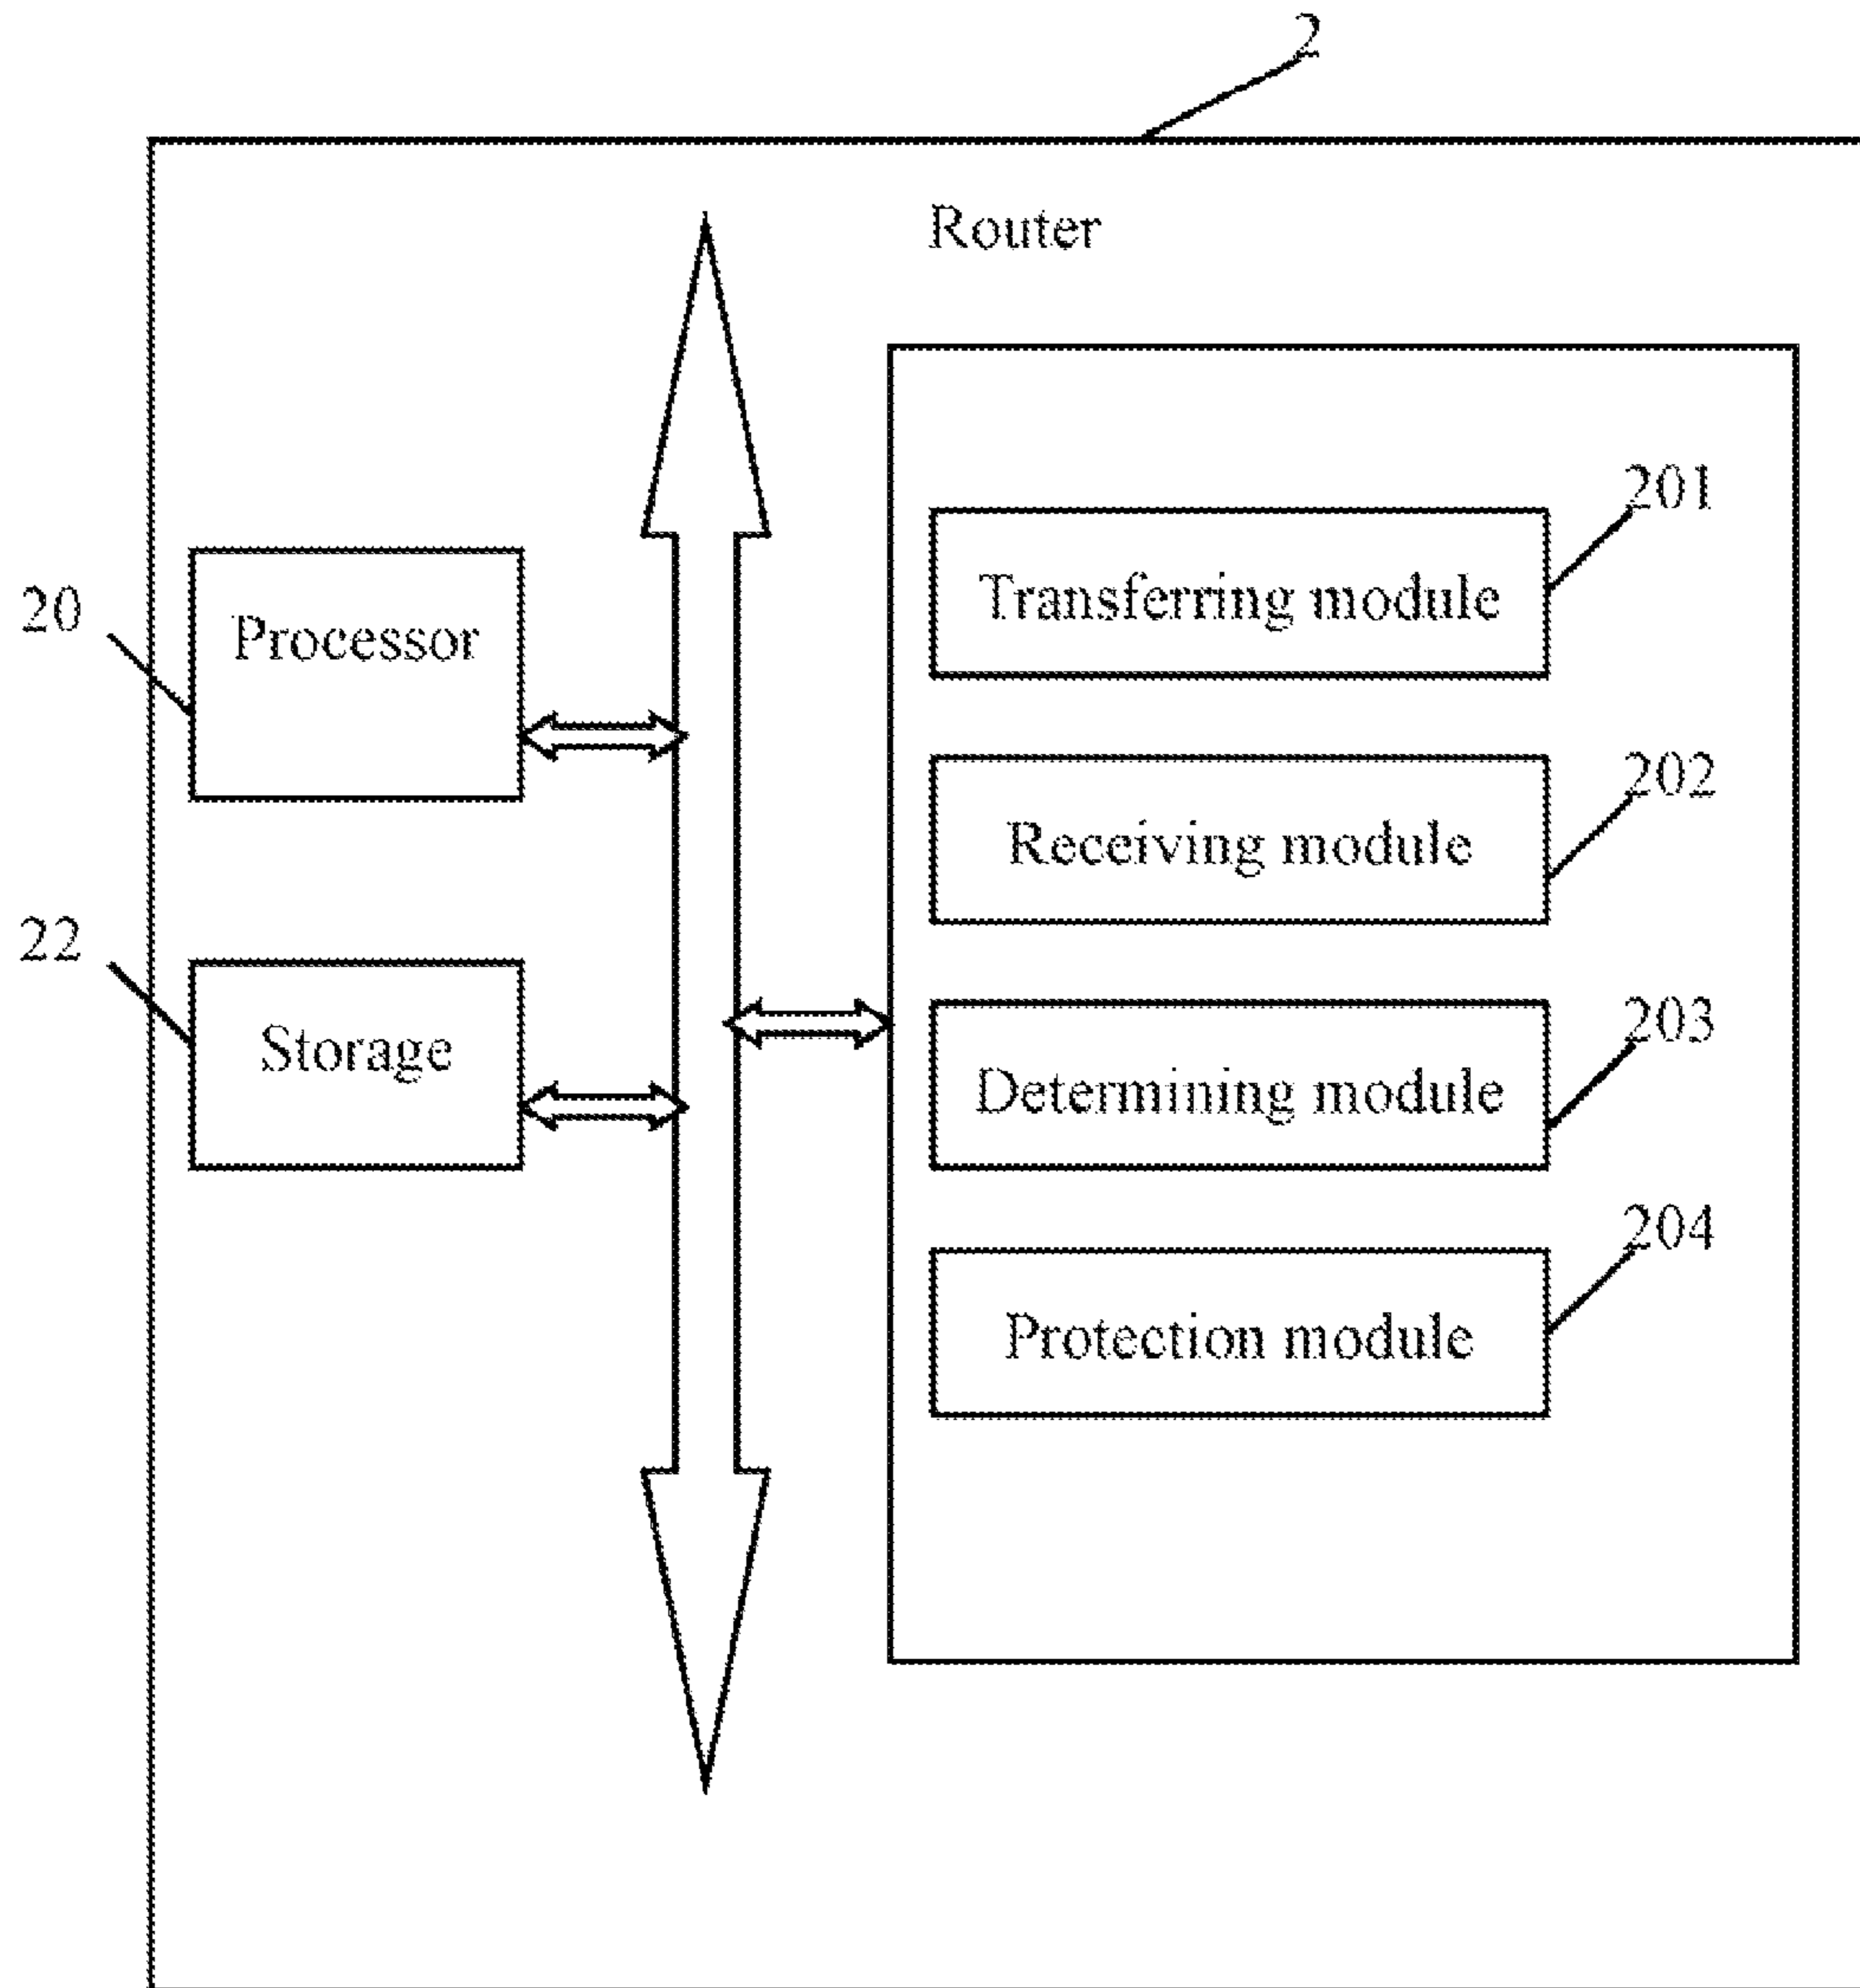 2
Router
201
Transferring module
20
Processor
202
Receiving module
22
Storage
203
Determining module
204
Protection module